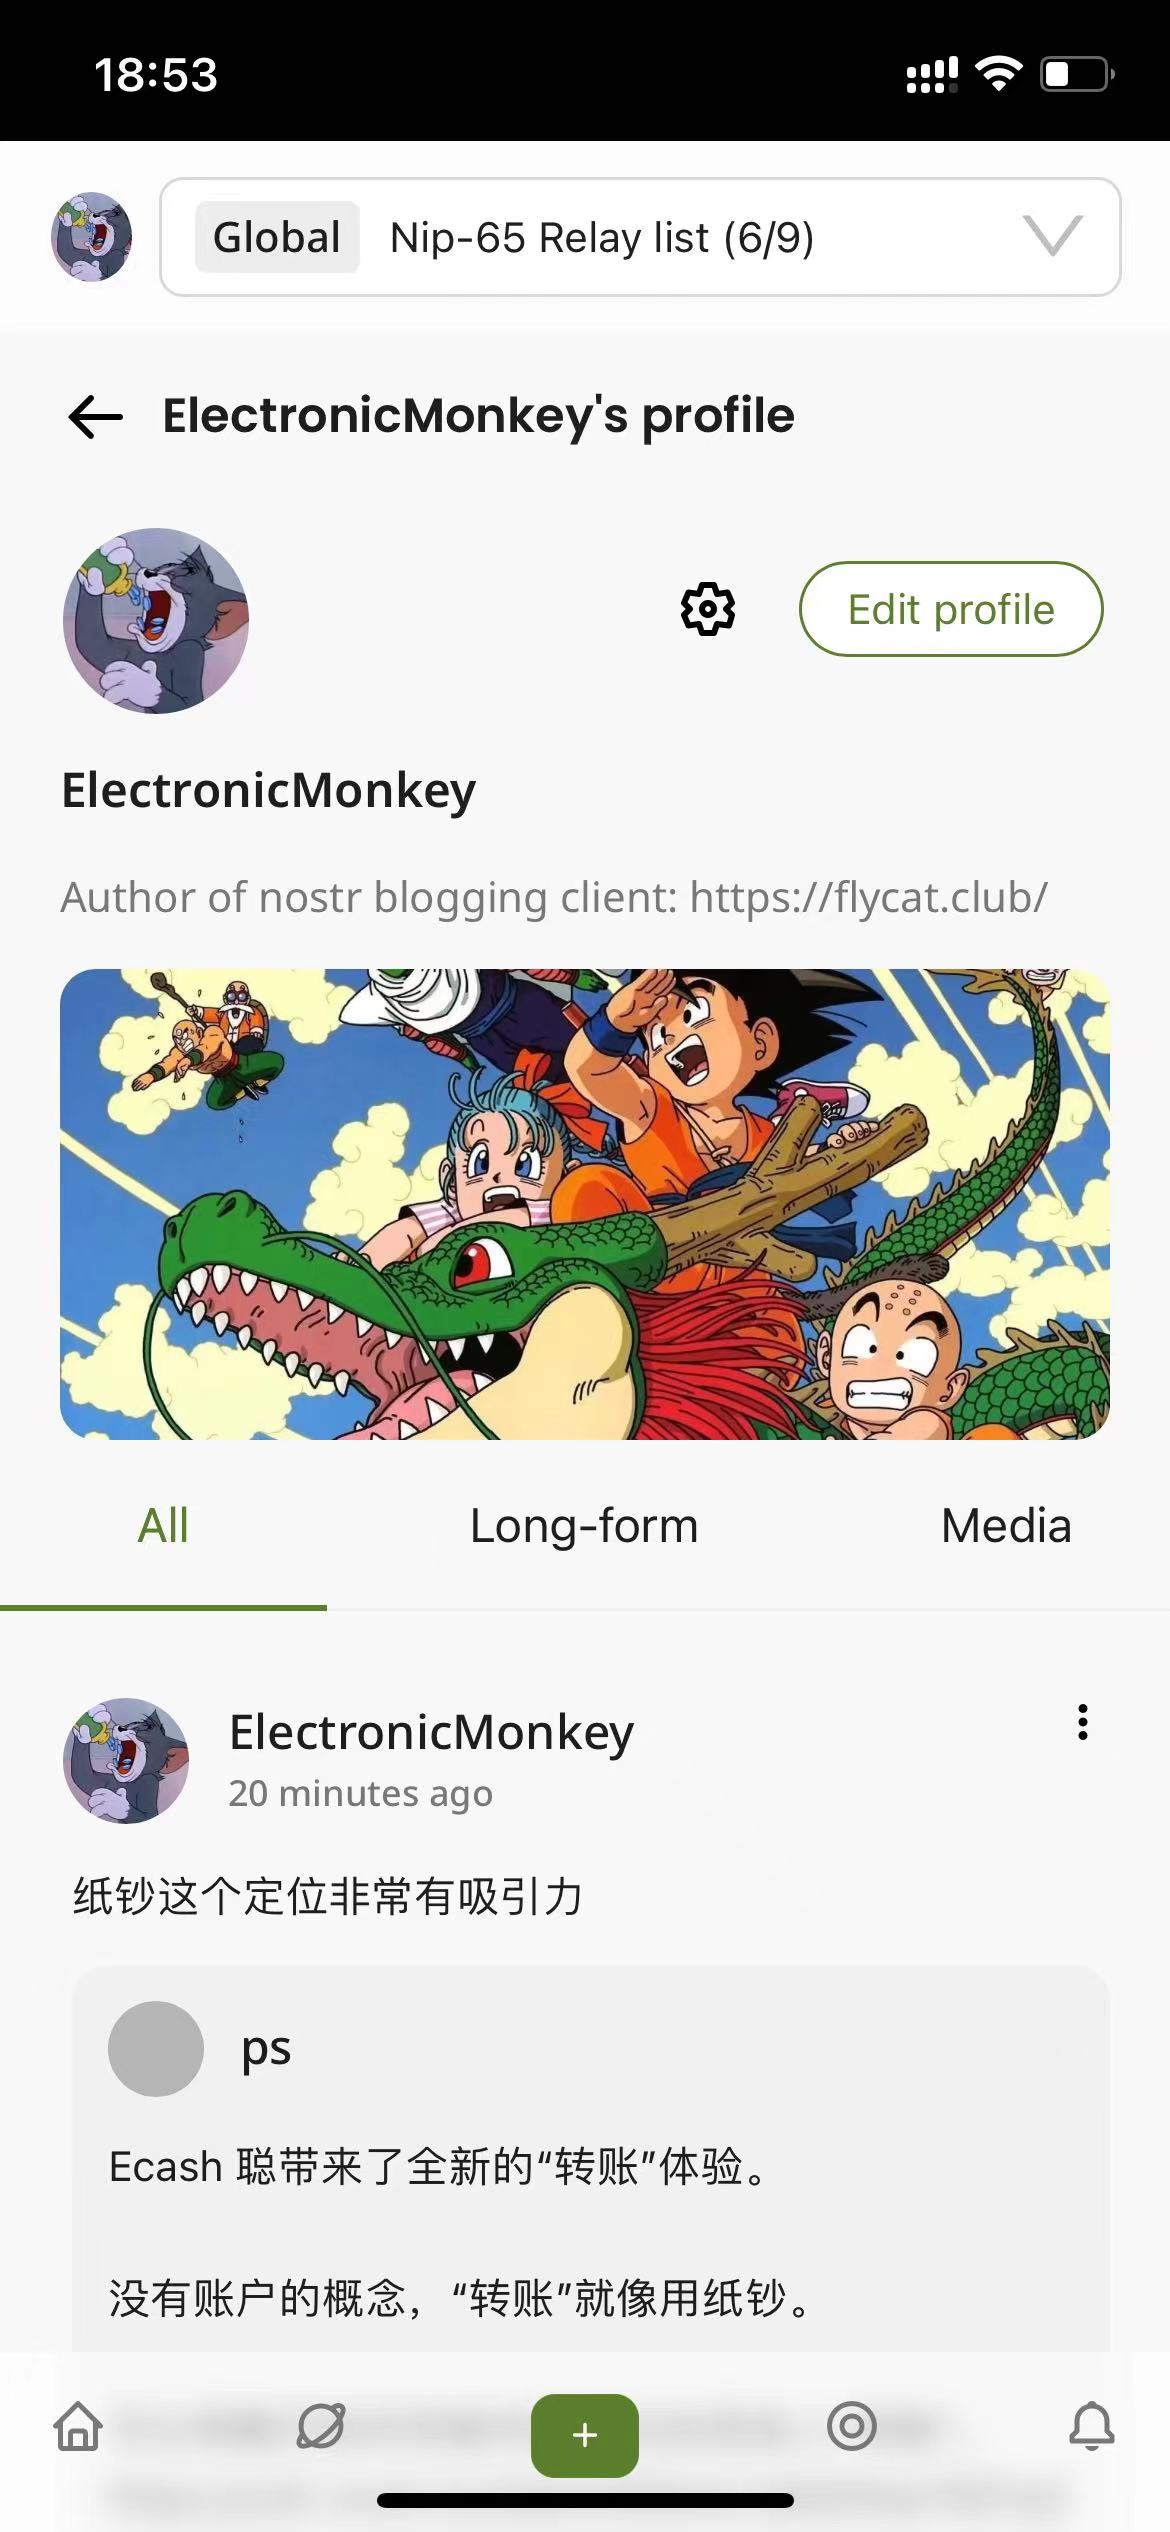 18:53
Global Nip-65 Relay list (6/9)
ElectronicMonkey's profile
Edit profile
ElectronicMonkey
Author of nostr blogging client: https://flycat.club/
All Long-form Media
ElectronicMonkey
20 minutes ago
纸钞这个定位非常有吸引力
ps
Ecash 聪带来了全新的“转账”体验。
没有账户的概念，“转账”就像用纸钞。